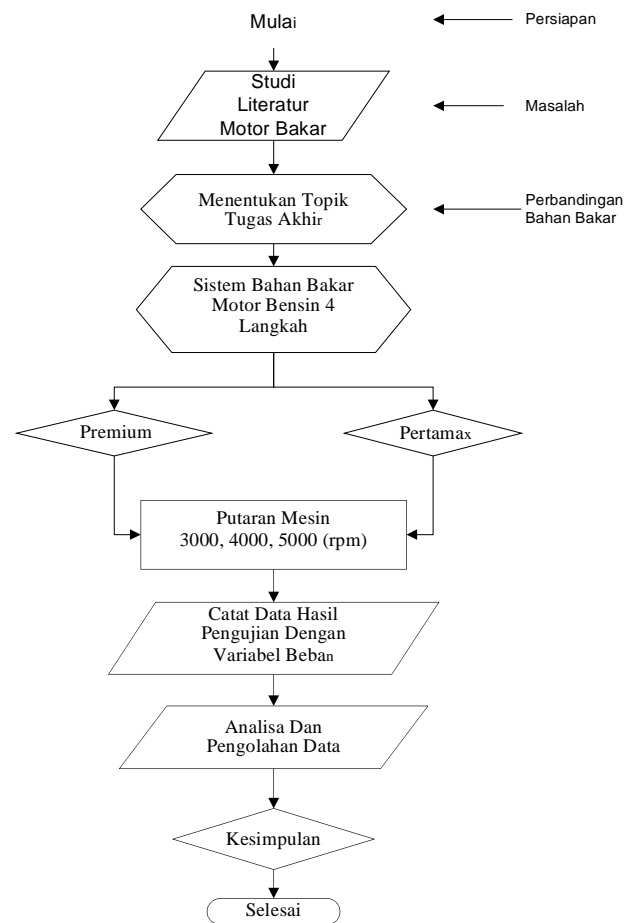 Mulai
Persiapan
Studi
Literatur
Motor Bakar
Masalah
Menentukan Topik
Tugas Akhir
Perbandingan
Bahan Bakar
Sistem Bahan Bakar
Motor Bensin 4
Langkah
Premium
Pertamax
Putaran Mesin
3000, 4000, 5000 (rpm)
Catat Data Hasil
Pengujian Dengan
Variabel Beban
Analisa Dan
Pengolahan Data
Kesimpulan
Selesai